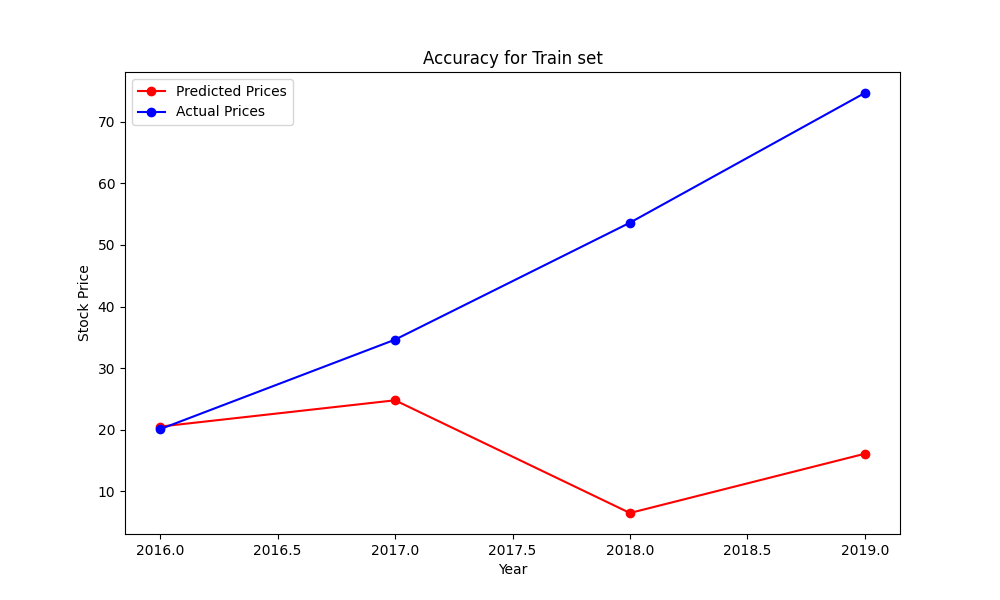 Accuracy for Train set
Predicted Prices
Actual Prices
70
60
50
40
30
20
10
Stock Price
2016.0 2016.5 2017.0 2017.5 2018.0 2018.5 2019.0
Year